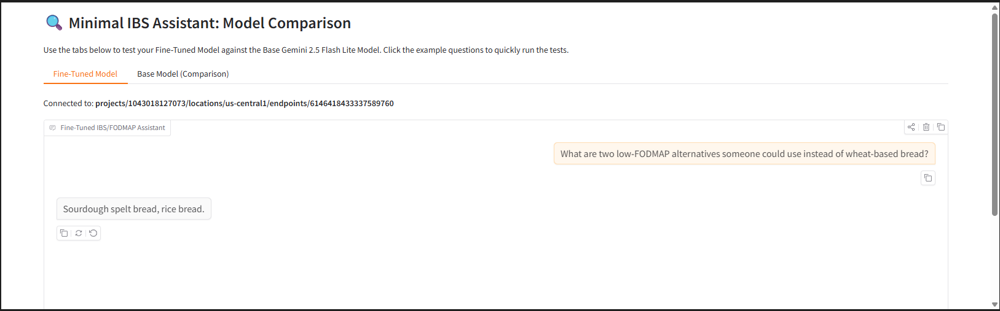 Minimal IBS Assistant: Model Comparison
Use the tabs below to test your Fine-Tuned Model against the Base Gemini 2.5 Flash Lite Model. Click the example questions to quickly run the tests.
Fine-Tuned Model
Base Model (Comparison)
Connected to: projects/1043018127073/locations/us-central1/endpoints/6146418433337589760
Fine-Tuned IBS/FODMAP Assistant
What are two low-FODMAP alternatives someone could use instead of wheat-based bread?
Sourdough spelt bread, rice bread.